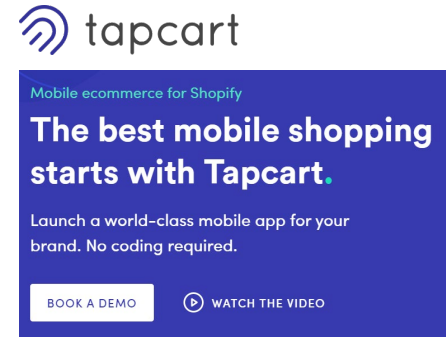 tapcart
Mobile ecommerce for Shopify
The best mobile shopping
starts with Tapcart.
Launch a world-class mobile app for your
brand. No coding required.
BOOK A DEMO
WATCH THE VIDEO